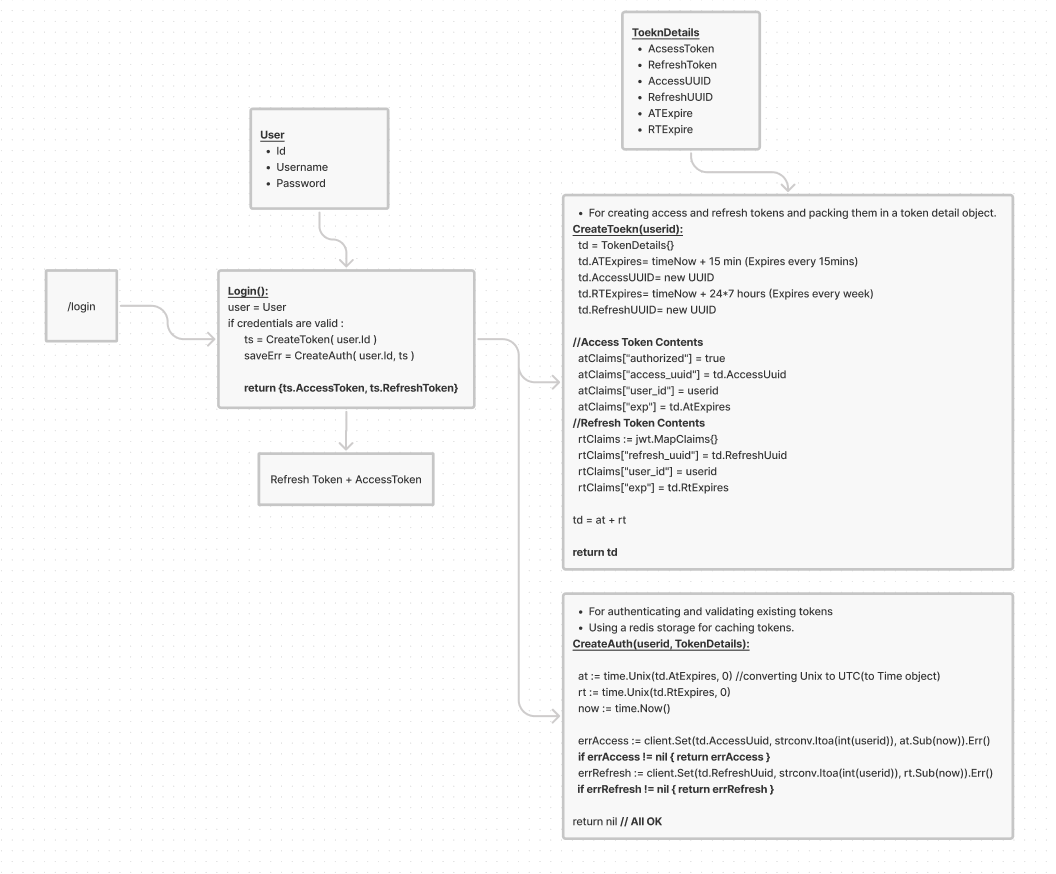 ToeknDetails
• AcsessToken
• RefreshToken
• AccessUUID
• RefreshUUID
• ATExpire
• RTExpire
User
• Id
• Username
• Password
/login
Login():
user = User
if credentials are valid :
ts = CreateToken( user.Id )
saveErr = CreateAuth( user.Id, ts )
return {ts.AccessToken, ts.RefreshToken}
Refresh Token + AccessToken
• For creating access and refresh tokens and packing them in a token detail object.
CreateToekn(userid):
td = TokenDetails{}
td.ATExpires= timeNow + 15 min (Expires every 15mins)
td.AccessUUID= new UUID
td.RTExpires= timeNow + 24*7 hours (Expires every week)
td.RefreshUUID= new UUID
//Access Token Contents
atClaims["authorized"] = true
atClaims["access_uuid"] = td.AccessUuid
atClaims["user_id"] = userid
atClaims["exp"] = td.AtExpires
//Refresh Token Contents
rtClaims := jwt.MapClaims{}
rtClaims["refresh_uuid"] = td.RefreshUuid
rtClaims["user_id"] = userid
rtClaims["exp"] = td.RtExpires
td = at + rt
return td
• For authenticating and validating existing tokens
• Using a redis storage for caching tokens.
CreateAuth(userid, TokenDetails):
at := time.Unix(td.AtExpires, 0) //converting Unix to UTC(to Time object)
rt := time.Unix(td.RtExpires, 0)
now := time.Now()
errAccess := client.Set(td.AccessUuid, strconv.Itoa(int(userid)), at.Sub(now)).Err()
if errAccess != nil { return errAccess }
errRefresh := client.Set(td.RefreshUuid, strconv.Itoa(int(userid)), rt.Sub(now)).Err()
if errRefresh != nil { return errRefresh }
return nil // All OK